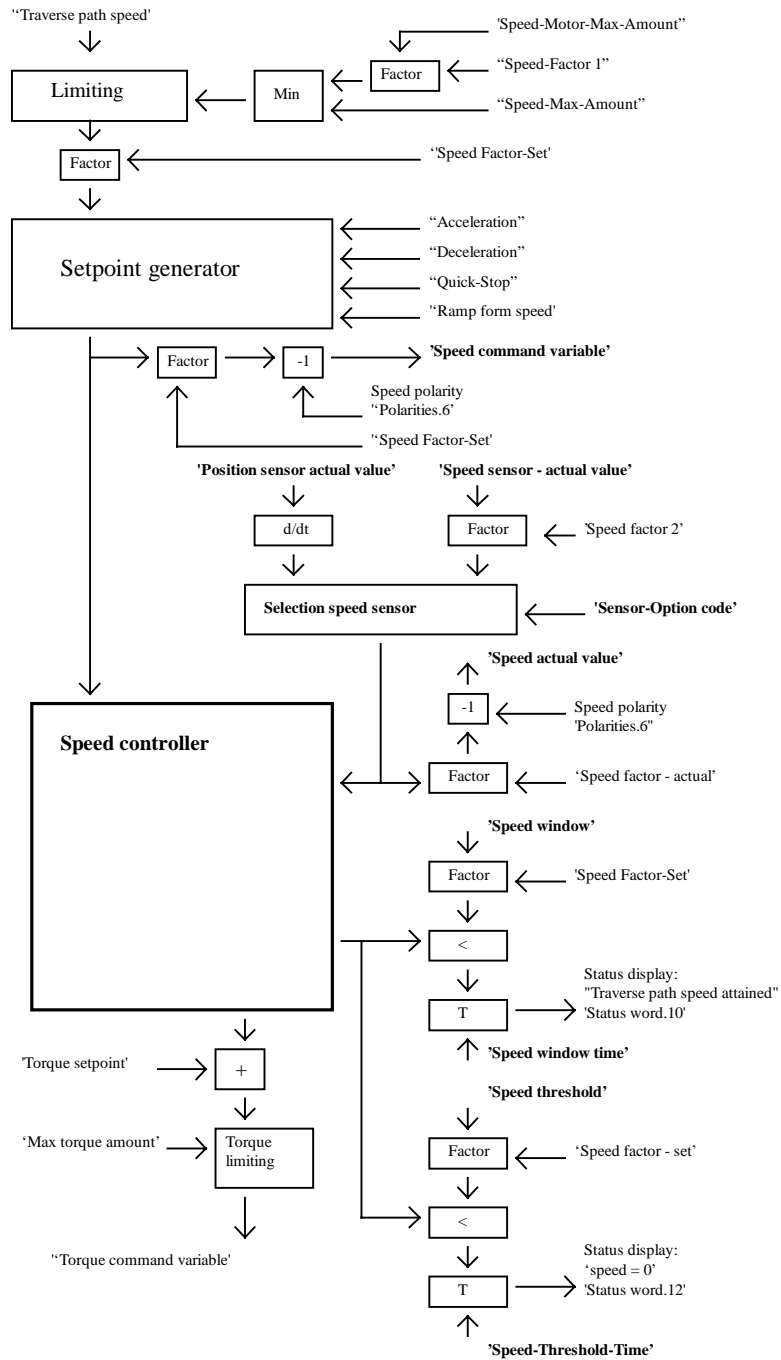 '‘Traverse path speed'
'Speed-Motor-Max-Amount”
Factor
“Speed-Factor 1”
Limiting
Min
“Speed-Max-Amount”
Factor
‘'Speed Factor-Set'
Setpoint generator
“Acceleration”
“Deceleration”
“Quick-Stop”
'‘Ramp form speed'
Factor
-1
'Speed command variable'
Speed polarity
'‘Polarities.6’
'‘Speed Factor-Set'
'Position sensor actual value’
'Speed sensor - actual value’
d/dt
Factor
'Speed factor 2’
Selection speed sensor
'Sensor-Option code’
’Speed actual value’
-1
Speed polarity
'Polarities.6"
Speed controller
Factor
‘Speed factor - actual’
’Speed window’
Factor
'Speed Factor-Set'
<
T
Status display:
"Traverse path speed attained"
'Status word.10'
’Speed window time’
'Torque setpoint'
+
’Speed threshold’
‘Max torque amount’
Torque
limiting
Factor
‘Speed factor - set’
<
'‘Torque command variable'
T
Status display:
‘speed = 0’
'Status word.12'
’Speed-Threshold-Time'